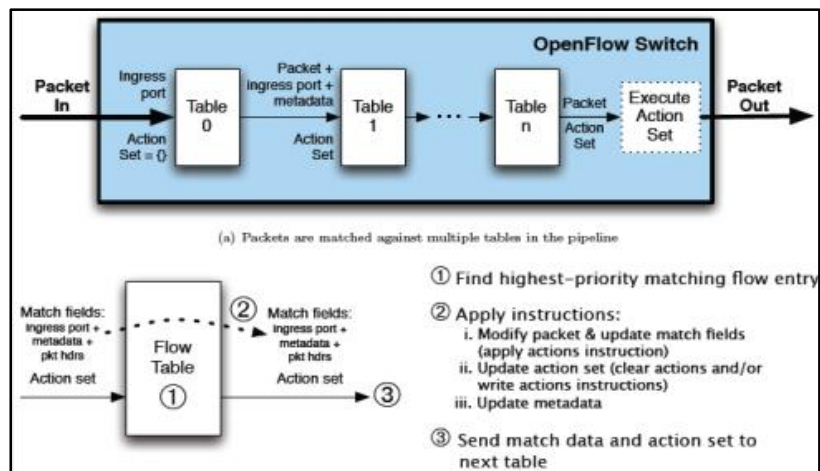 OpenFlow Switch
Packet
In
Ingress
port
Action
Set = {}
Table
0
Packet +
ingress port +
metadata
Action
Set
Table
1
...
Table
n
Packet
Action
Set
Execute
Action
Set
Packet
Out
(a) Packets are matched against multiple tables in the pipeline
Match fields:
ingress port +
metadata +
pkt hdrs
Action set
Flow
Table
①
②
Match fields:
ingress port +
metadata +
pkt hdrs
Action set
③
① Find highest-priority matching flow entry
② Apply instructions:
i. Modify packet & update match fields
(apply actions instruction)
ii. Update action set (clear actions and/or
write actions instructions)
iii. Update metadata
③ Send match data and action set to
next table